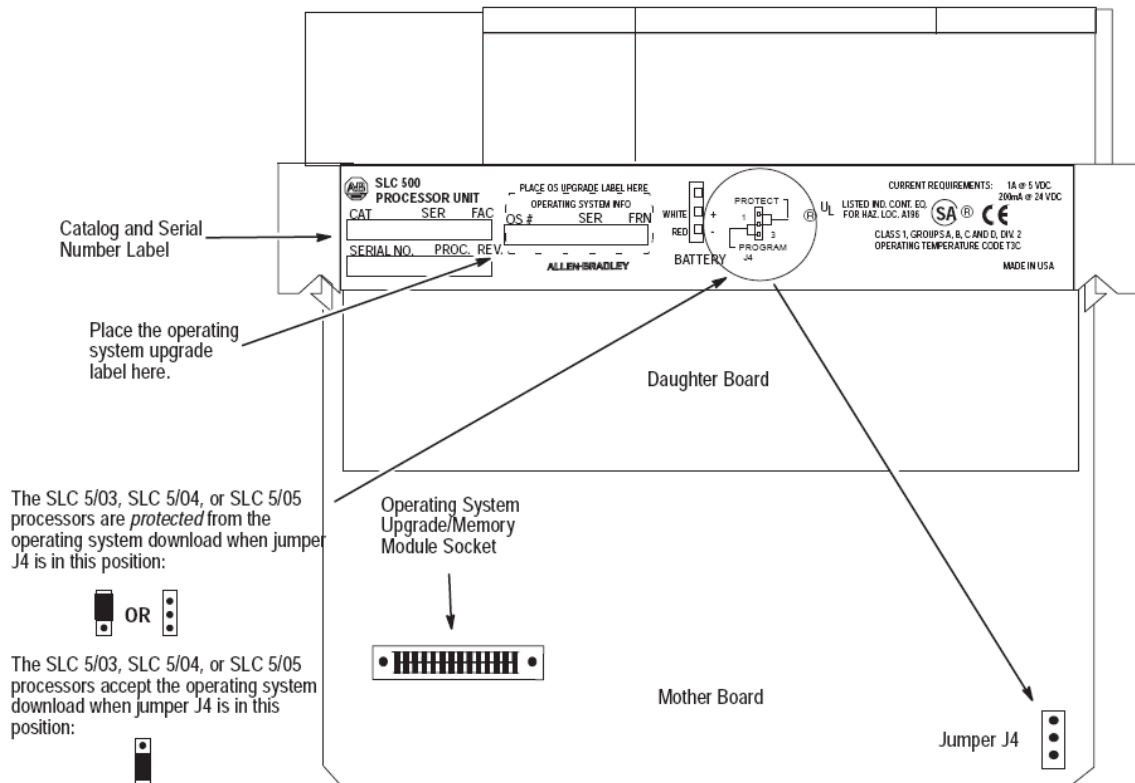 A-B
SLC 500
PROCESSOR UNIT
CAT SER FAC
SERIAL NO. PROC. REV.
PLACE OS UPGRADE LABEL HERE
OPERATING SYSTEM INFO
OS # SER FRN
ALLEN-BRADLEY
WHITE +
RED -
BATTERY
PROTECT
1
3
PROGRAM
J4
® UL
LISTED IND. CONT. EQ.
FOR HAZ. LOC. A196
SA ® CE
CURRENT REQUIREMENTS: 1A @ 5 VDC
200mA @ 24 VDC
CLASS 1, GROUPS A, B, C AND D, DIV. 2
OPERATING TEMPERATURE CODE T3C
MADE IN USA
Catalog and Serial
Number Label
Place the operating
system upgrade
label here.
Daughter Board
The SLC 5/03, SLC 5/04, or SLC 5/05
processors are protected from the
operating system download when jumper
J4 is in this position:
OR
Operating System
Upgrade/Memory
Module Socket
The SLC 5/03, SLC 5/04, or SLC 5/05
processors accept the operating system
download when jumper J4 is in this
position:
Mother Board
Jumper J4